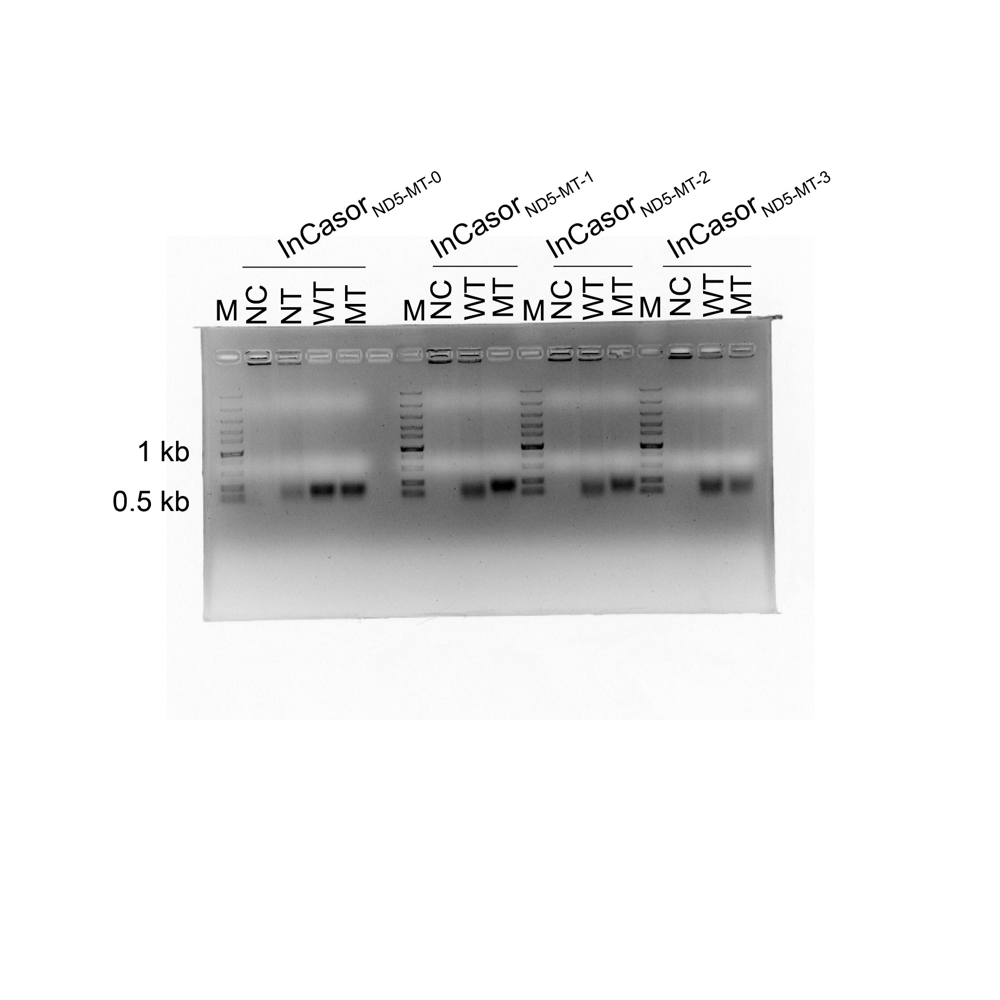 InCasor ND5-MT-0
InCasor ND5-MT-1
InCasor ND5-MT-2
InCasor ND5-MT-3
M NC NT WT MT M NC WT MT M NC WT MT M NC WT MT
1 kb
0.5 kb